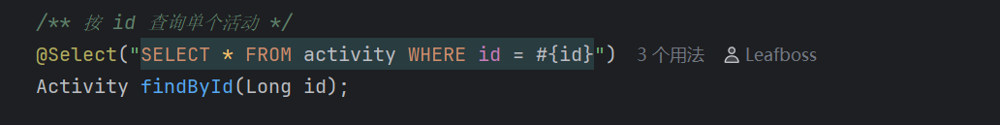 /** 按 id 查询单个活动 */
@Select("SELECT * FROM activity WHERE id = #{id}") 3 个用法 Leafboss
Activity findById(Long id);